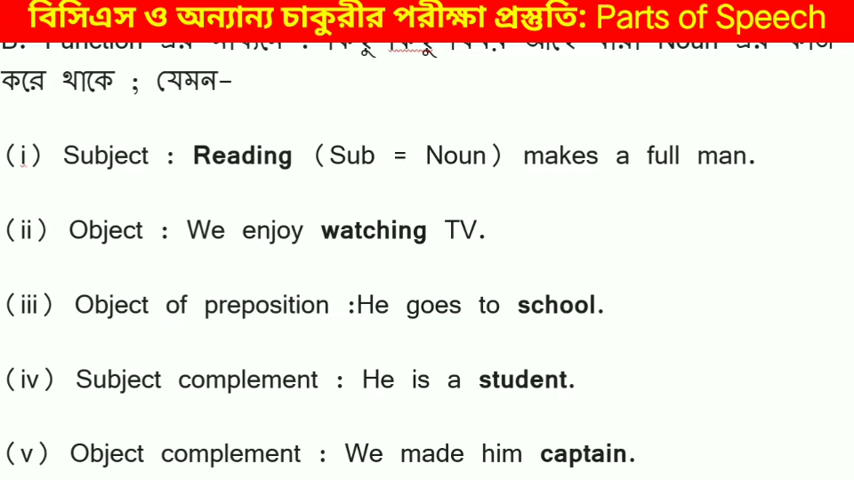 বিসিএস ও অন্যান্য চাকুরীর পরীক্ষা প্রস্তুতি: Parts of Speech
B. Function এর
করে থাকে ; যেমন–
(i) Subject : Reading (Sub = Noun) makes a full man.
(ii) Object : We enjoy watching TV.
(iii) Object of preposition :He goes to school.
(iv) Subject complement : He is a student.
(v) Object complement : We made him captain.